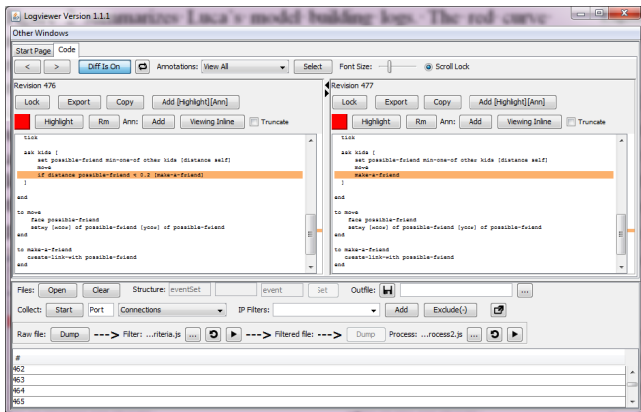 Logviewer Version 1.1.1
summarizes Luca's model building logs. The red curve
Other Windows
Start Page Code
< > Diff Is On Annotations: View All Select Font Size: Scroll Lock
Revision 476
Lock Export Copy Add [Highlight][Ann]
Highlight Rm Ann: Add Viewing Inline Truncate
tick
ask kids [
set possible-friend min-one-of other kids [distance self]
move
if distance possible-friend < 0.2 [make-a-friend]
]
end
to move
face possible-friend
setxy [xcor] of possible-friend [ycor] of possible-friend
end
to make-a-friend
create-link-with possible-friend
end
Revision 477
Lock Export Copy Add [Highlight][Ann]
Highlight Rm Ann: Add Viewing Inline Truncate
tick
ask kids [
set possible-friend min-one-of other kids [distance self]
move
make-a-friend
]
end
to move
face possible-friend
setxy [xcor] of possible-friend [ycor] of possible-friend
end
to make-a-friend
create-link-with possible-friend
end
Files: Open Clear Structure: eventSet event Set Outfile: ...
Collect: Start Port Connections IP Filters: Add Exclude(-)
Raw file: Dump ---> Filter: ...riteria.js ... ---> Filtered file: ---> Dump Process: ...rocess2.js ...
#
462
463
464
465